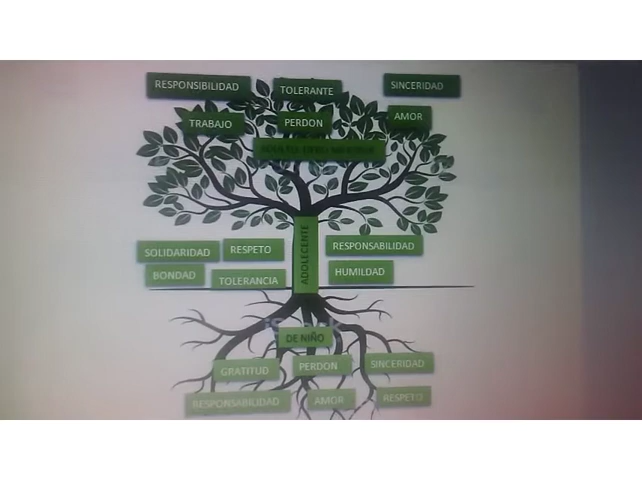 RESPONSIBILIDAD
TOLERANTE
SINCERIDAD
TRABAJO
PERDON
AMOR
ADOLECENTE
SOLIDARIDAD
RESPETO
RESPONSABILIDAD
BONDAD
TOLERANCIA
HUMILDAD
DE NIÑO
GRATITUD
PERDON
SINCERIDAD
RESPONSABILIDAD
AMOR
RESPETO